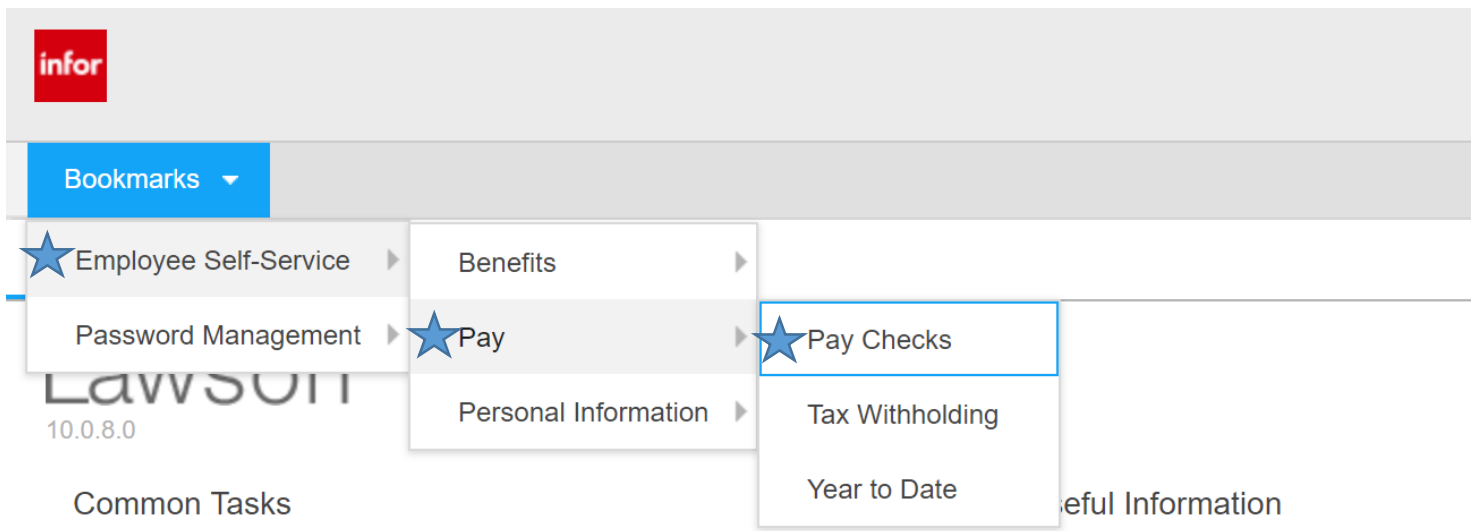 infor
Bookmarks
Employee Self-Service
Benefits
Password Management
Pay
Pay Checks
Lawson
Personal Information
Tax Withholding
10.0.8.0
Year to Date
Common Tasks
seful Information